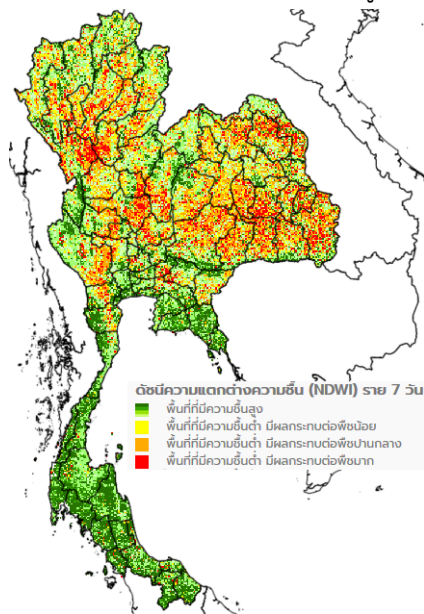 ดัชนีความแตกต่างความชื้น (NDWI) ราย 7 วัน
พื้นที่ที่มีความชื้นสูง
พื้นที่ที่มีความชื้นต่ำ มีผลกระทบต่อพืชน้อย
พื้นที่ที่มีความชื้นต่ำ มีผลกระทบต่อพืชปานกลาง
พื้นที่ที่มีความชื้นต่ำ มีผลกระทบต่อพืชมาก